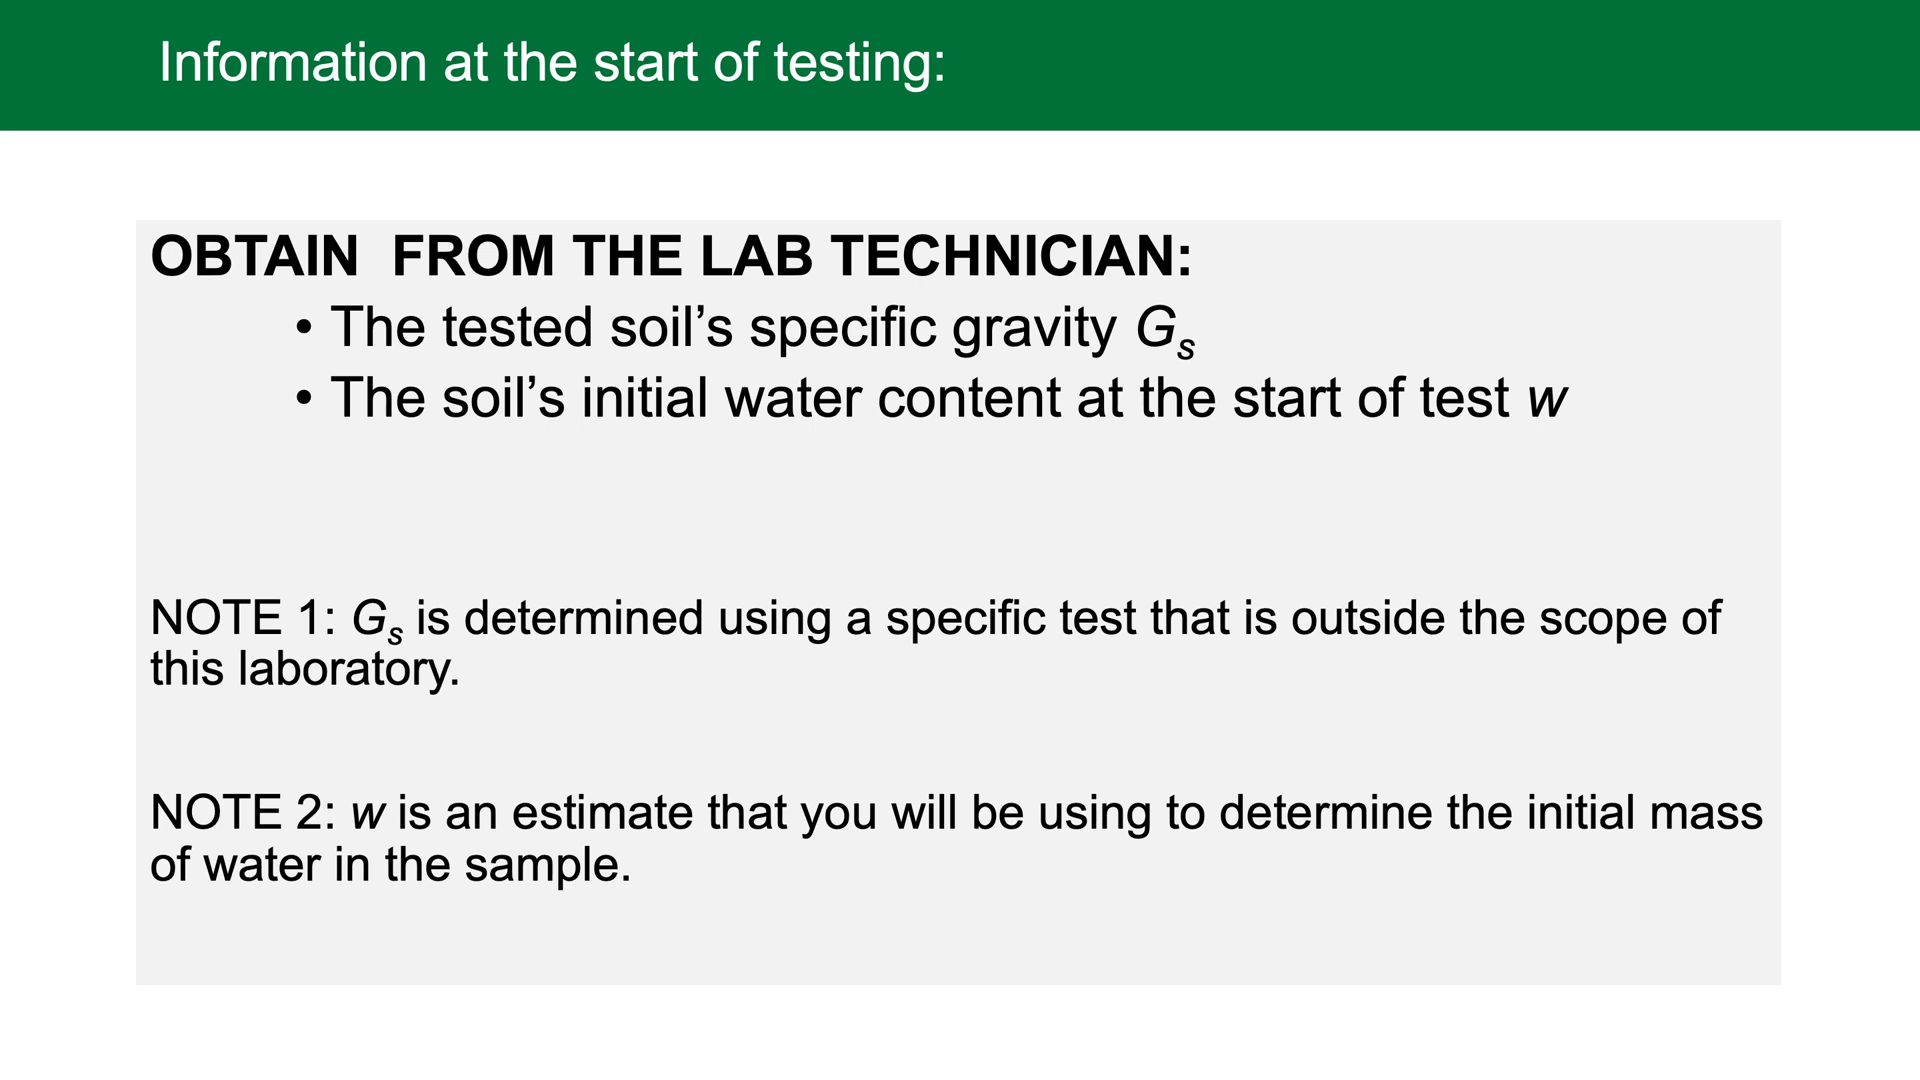 Information at the start of testing:
OBTAIN  FROM THE LAB TECHNICIAN:
• The tested soil’s specific gravity Gs
• The soil’s initial water content at the start of test w
NOTE 1: Gs is determined using a specific test that is outside the scope of
this laboratory.
NOTE 2: w is an estimate that you will be using to determine the initial mass
of water in the sample.